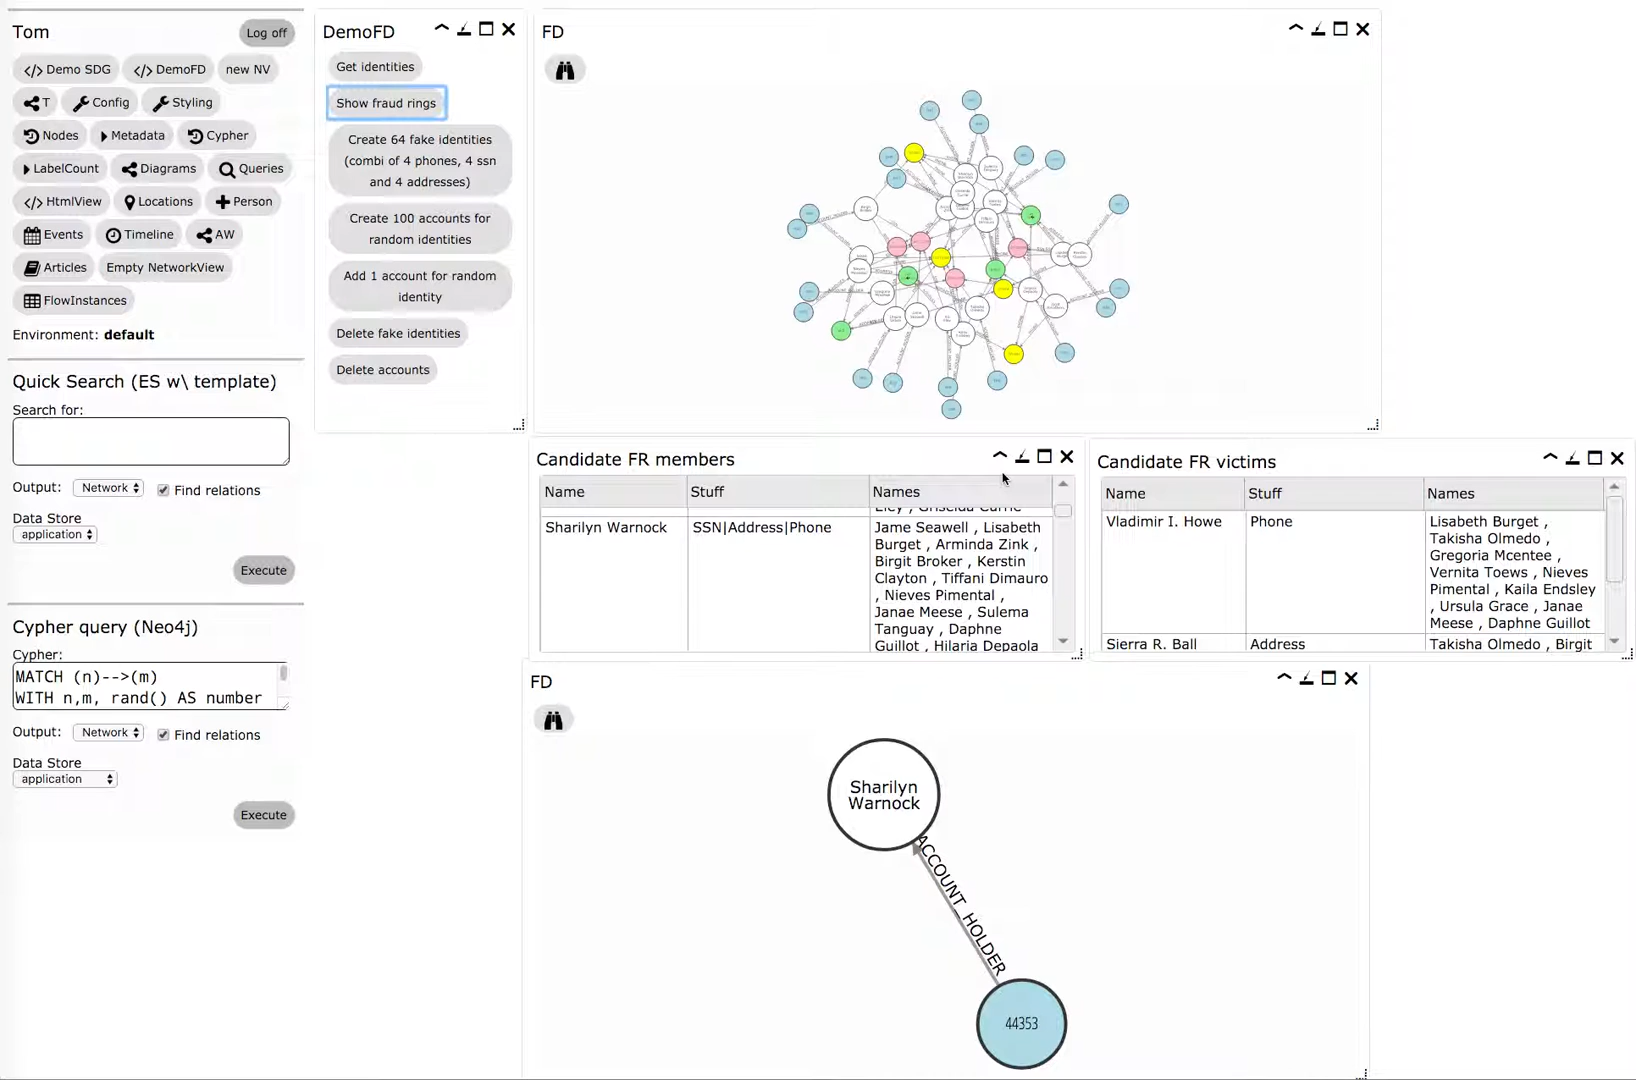 Tom
Log off
</> Demo SDG
</> DemoFD
new NV
T
Config
Styling
Nodes
Metadata
Cypher
LabelCount
Diagrams
Queries
</> HtmlView
Locations
Person
Events
Timeline
AW
Articles
Empty NetworkView
FlowInstances
Environment: default
Quick Search (ES w\ template)
Search for:
Output:
Network
Find relations
Data Store
application
Execute
Cypher query (Neo4j)
Cypher:
MATCH (n)-->(m)
WITH n,m, rand() AS number
Output:
Network
Find relations
Data Store
application
Execute
DemoFD
Get identities
Show fraud rings
Create 64 fake identities
(combi of 4 phones, 4 ssn
and 4 addresses)
Create 100 accounts for
random identities
Add 1 account for random
identity
Delete fake identities
Delete accounts
FD
Candidate FR members
Name
Stuff
Names
Sharilyn Warnock
SSN|Address|Phone
Jame Seawell , Lisabeth
Burget , Arminda Zink ,
Birgit Broker , Kerstin
Clayton , Tiffani Dimauro
, Nieves Pimental ,
Janae Meese , Sulema
Tanguay , Daphne
Guillot , Hilaria Depaola
Candidate FR victims
Name
Stuff
Names
Vladimir I. Howe
Phone
Lisabeth Burget ,
Takisha Olmedo ,
Gregoria Mcentee ,
Vernita Toews , Nieves
Pimental , Kaila Endsley
, Ursula Grace , Janae
Meese , Daphne Guillot
Sierra R. Ball
Address
Takisha Olmedo , Birgit
FD
Sharilyn
Warnock
ACCOUNT_HOLDER
44353